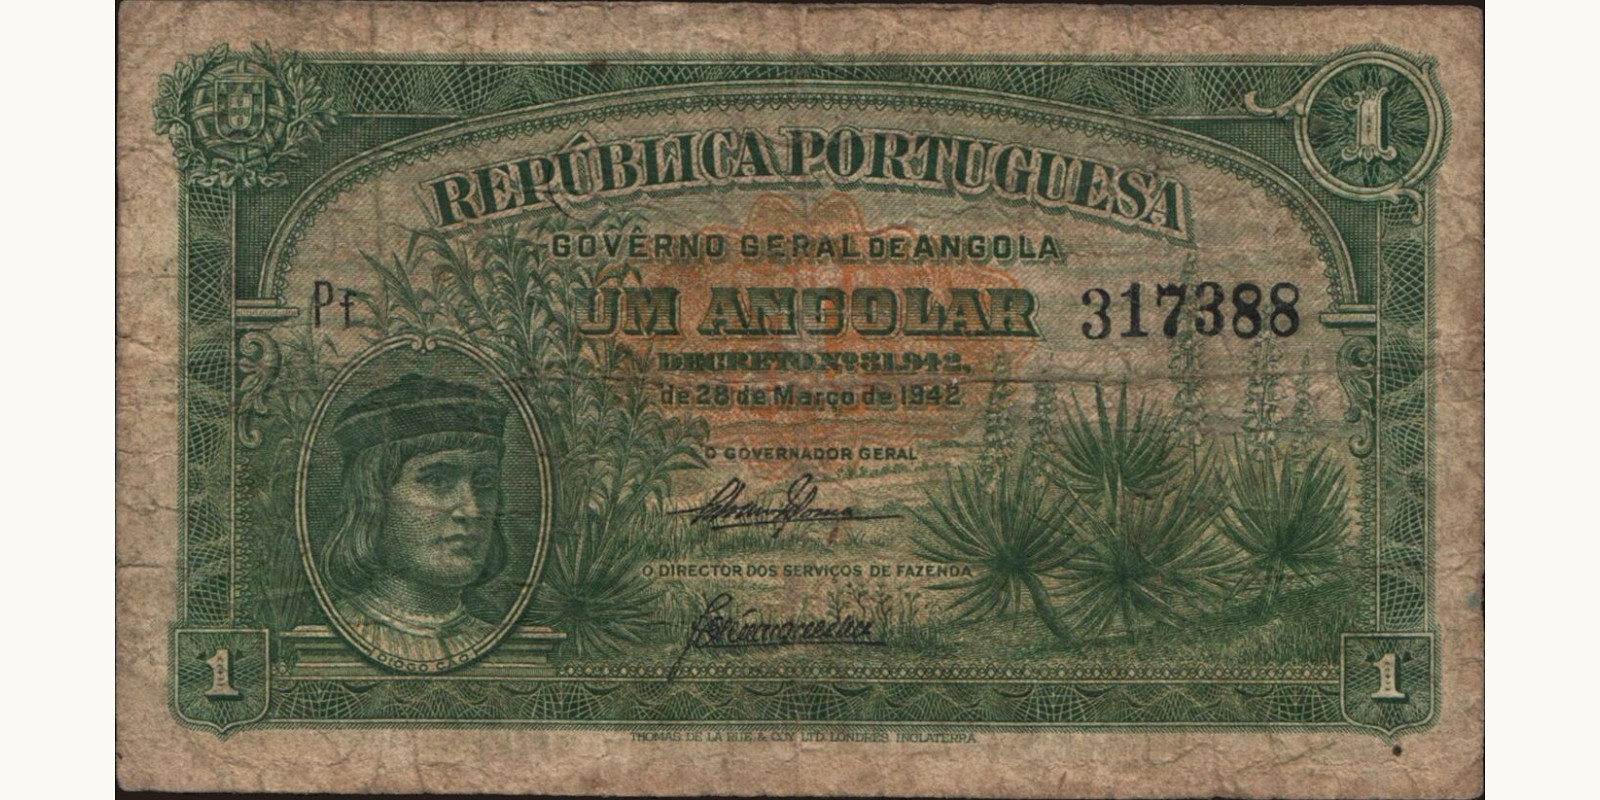 1
REPÚBLICA PORTUGUESA
GOVÊRNO GERAL DE ANGOLA
PE 317388
UM ANGOLAR
DECRETO Nº 31.942,
de 28 de Março de 1942
O GOVERNADOR GERAL
O DIRECTOR DOS SERVIÇOS DE FAZENDA
DIOGO CÃO
1 1
THOMAS DE LA RUE & COY. LTD. LONDRES. INGLATERRA.